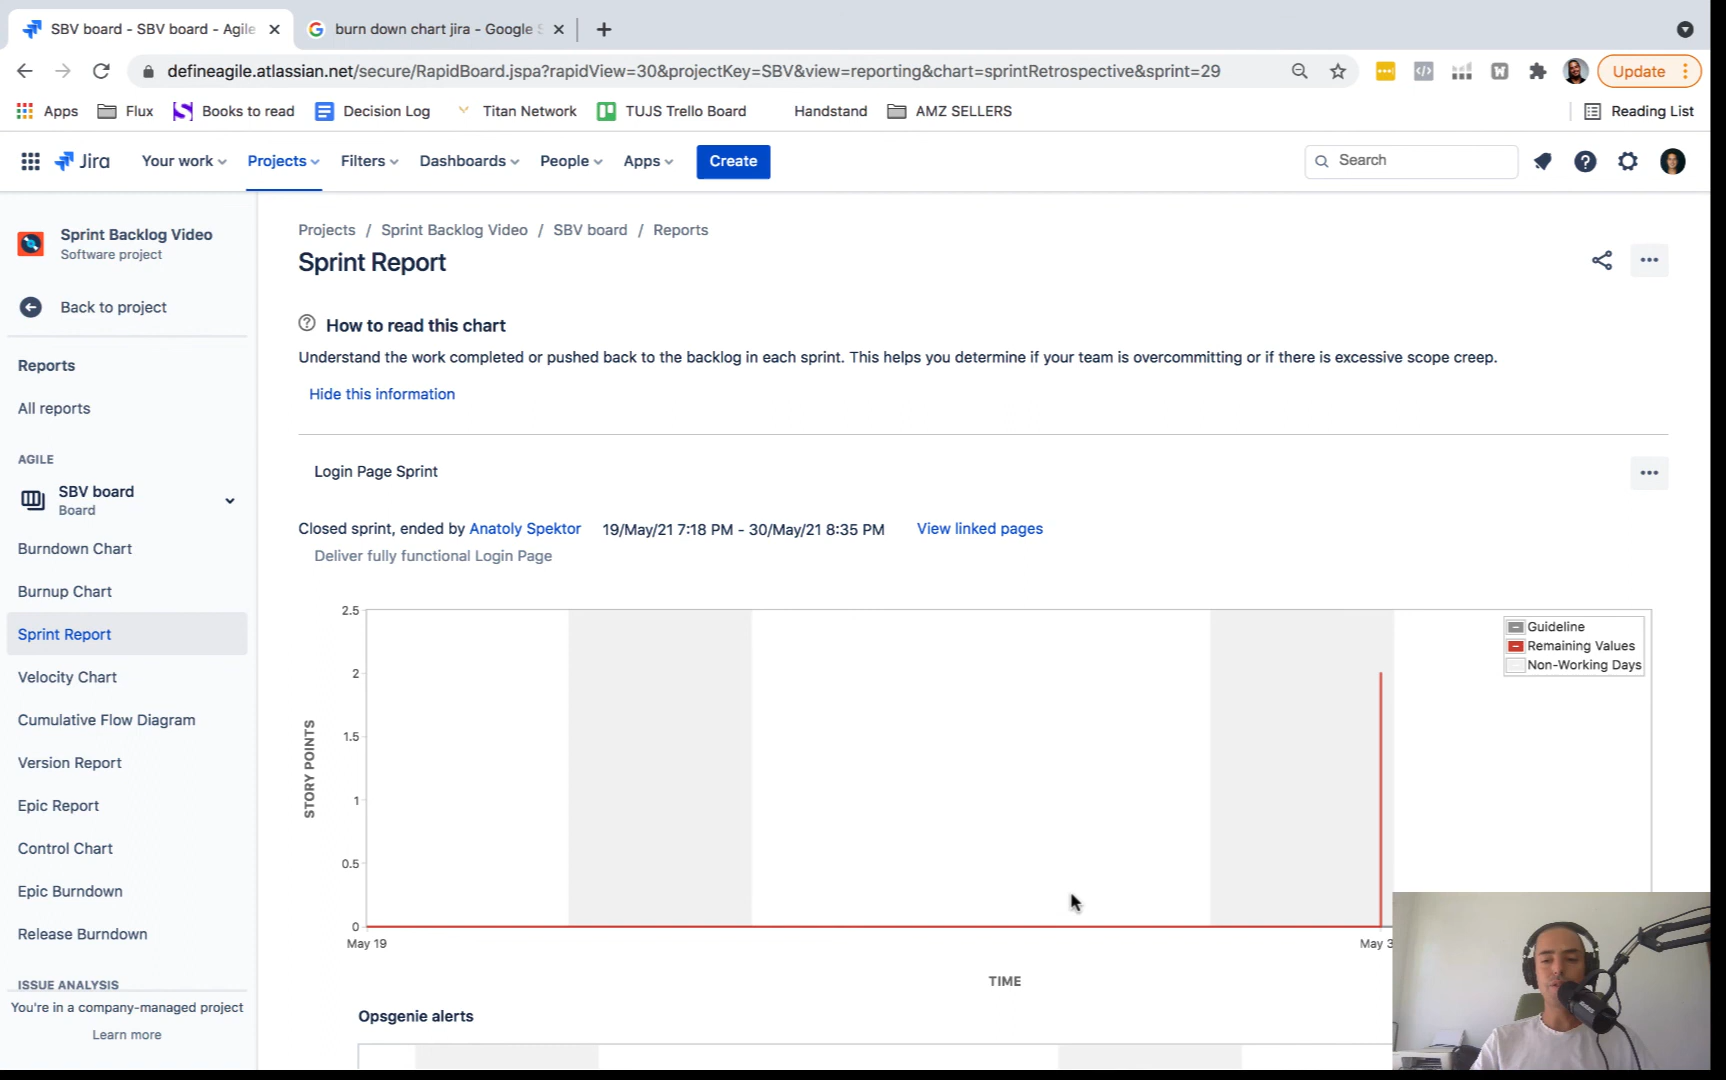 SBV board - SBV board - Agile
burn down chart jira - Google S
defineagile.atlassian.net/secure/RapidBoard.jspa?rapidView=30&projectKey=SBV&view=reporting&chart=sprintRetrospective&sprint=29
Update
Apps
Flux
Books to read
Decision Log
Titan Network
TUJS Trello Board
Handstand
AMZ SELLERS
Reading List
Jira
Your work
Projects
Filters
Dashboards
People
Apps
Create
Search
Sprint Backlog Video
Software project
Back to project
Reports
All reports
AGILE
SBV board
Board
Burndown Chart
Burnup Chart
Sprint Report
Velocity Chart
Cumulative Flow Diagram
Version Report
Epic Report
Control Chart
Epic Burndown
Release Burndown
ISSUE ANALYSIS
You're in a company-managed project
Learn more
Projects / Sprint Backlog Video / SBV board / Reports
Sprint Report
How to read this chart
Understand the work completed or pushed back to the backlog in each sprint. This helps you determine if your team is overcommitting or if there is excessive scope creep.
Hide this information
Login Page Sprint
Closed sprint, ended by Anatoly Spektor 19/May/21 7:18 PM - 30/May/21 8:35 PM View linked pages
Deliver fully functional Login Page
2.5
2
1.5
1
0.5
0
STORY POINTS
Guideline
Remaining Values
Non-Working Days
May 19
May 3
TIME
Opsgenie alerts